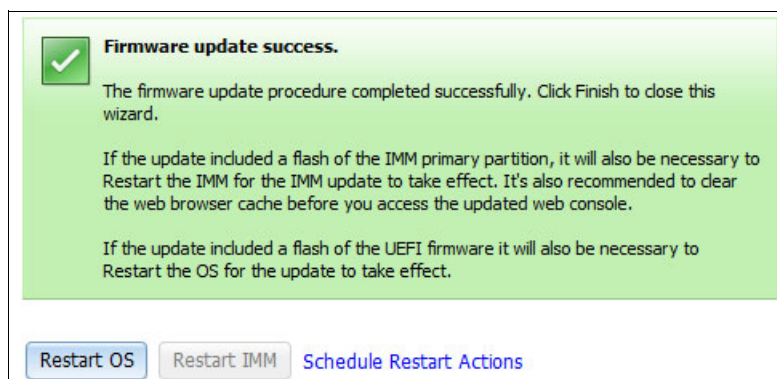 Firmware update success.
The firmware update procedure completed successfully. Click Finish to close this
wizard.
If the update included a flash of the IMM primary partition, it will also be necessary to
Restart the IMM for the IMM update to take effect. It's also recommended to clear
the web browser cache before you access the updated web console.
If the update included a flash of the UEFI firmware it will also be necessary to
Restart the OS for the update to take effect.
Restart OS Restart IMM Schedule Restart Actions